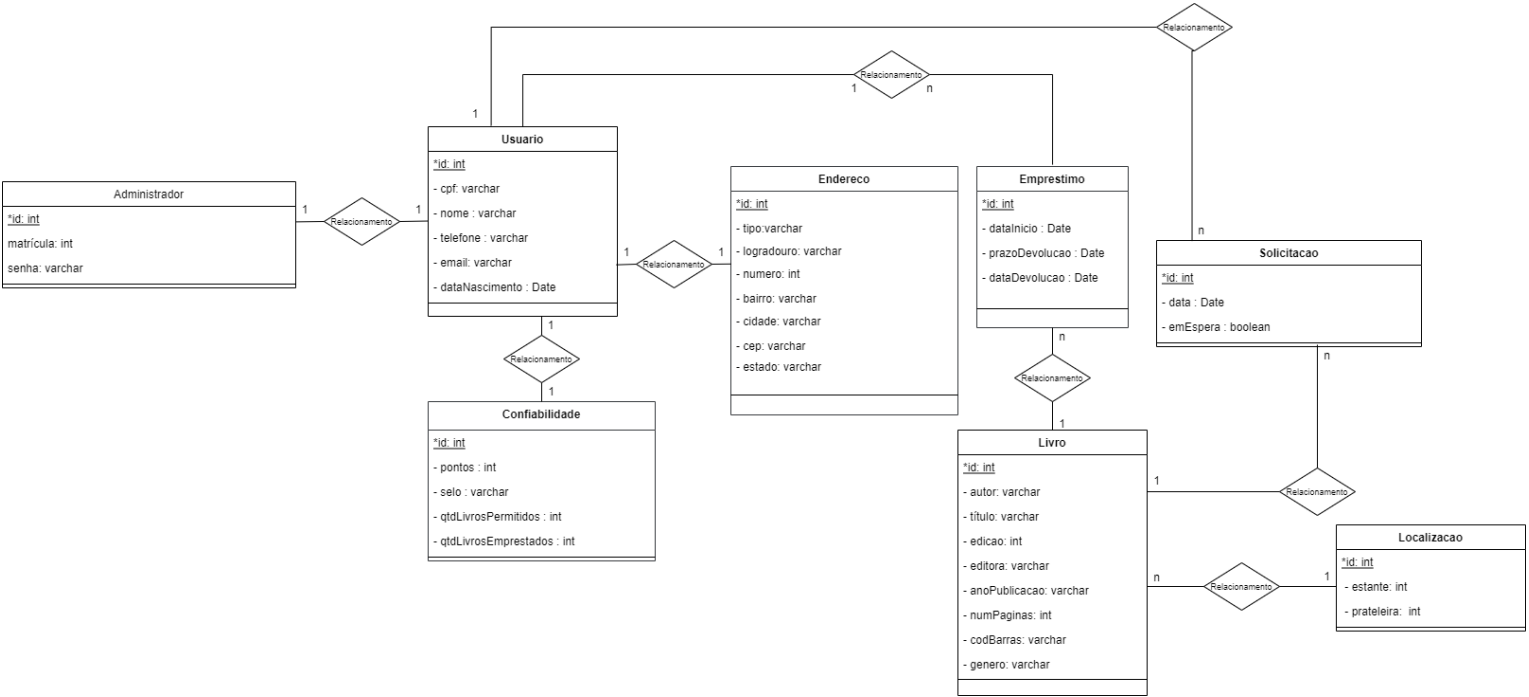 Relacionamento
1
n
Relacionamento
1
n
Administrador
*id: int
matrícula: int
senha: varchar
1
Relacionamento
1
Usuario
*id: int
- cpf: varchar
- nome : varchar
- telefone : varchar
- email: varchar
- dataNascimento : Date
1
Relacionamento
1
Endereco
*id: int
- tipo:varchar
- logradouro: varchar
- numero: int
- bairro: varchar
- cidade: varchar
- cep: varchar
- estado: varchar
Emprestimo
*id: int
- dataInicio : Date
- prazoDevolucao : Date
- dataDevolucao : Date
Solicitacao
*id: int
- data : Date
- emEspera : boolean
1
Relacionamento
1
Confiabilidade
*id: int
- pontos : int
- selo : varchar
- qtdLivrosPermitidos : int
- qtdLivrosEmprestados : int
n
Relacionamento
1
Livro
*id: int
- autor: varchar
- título: varchar
- edicao: int
- editora: varchar
- anoPublicacao: varchar
- numPaginas: int
- codBarras: varchar
- genero: varchar
n
1
Relacionamento
n
Relacionamento
1
Localizacao
*id: int
- estante: int
- prateleira:  int